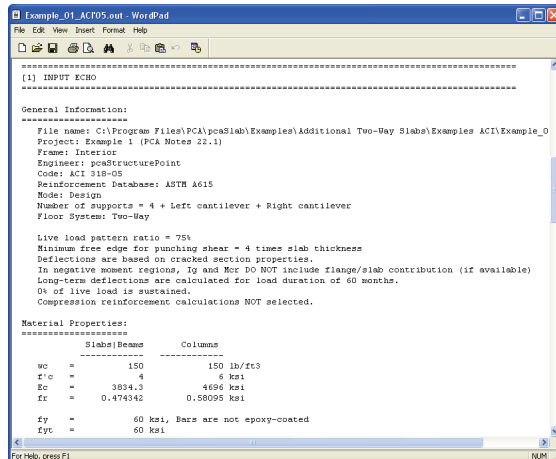 Example_01_ACI'05.out - WordPad
File Edit View Insert Format Help
[1] INPUT ECHO
General Information:
File name: C:\Program Files\PCA\pcaSlab\Examples\Additional Two-Way Slabs\Examples ACI\Example_0
Project: Example 1 (PCA Notes 22.1)
Frame: Interior
Engineer: pcaStructurePoint
Code: ACI 318-05
Reinforcement Database: ASTM A615
Mode: Design
Number of supports = 4 + Left cantilever + Right cantilever
Floor System: Two-Way
Live load pattern ratio = 75%
Minimum free edge for punching shear = 4 times slab thickness
Deflections are based on cracked section properties.
In negative moment regions, Ig and Mcr DO NOT include flange/slab contribution (if available)
Long-term deflections are calculated for load duration of 60 months.
0% of live load is sustained.
Compression reinforcement calculations NOT selected.
Material Properties:
Slabs|Beams Columns
wc = 150 150 lb/ft3
f'c = 4 6 ksi
Ec = 3834.3 4696 ksi
fr = 0.474342 0.58095 ksi
fy = 60 ksi, Bars are not epoxy-coated
fyt = 60 ksi
For Help, press F1 NUM